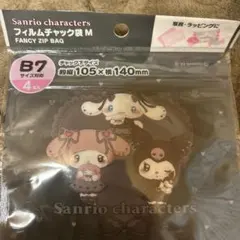 Sanrio characters
フィルムチャック袋 M
FANCY ZIP BAG
整理・ラッピングに
B7
サイズ対応
4枚入
チャック下サイズ
約縦105×横140mm
Sanrio characters